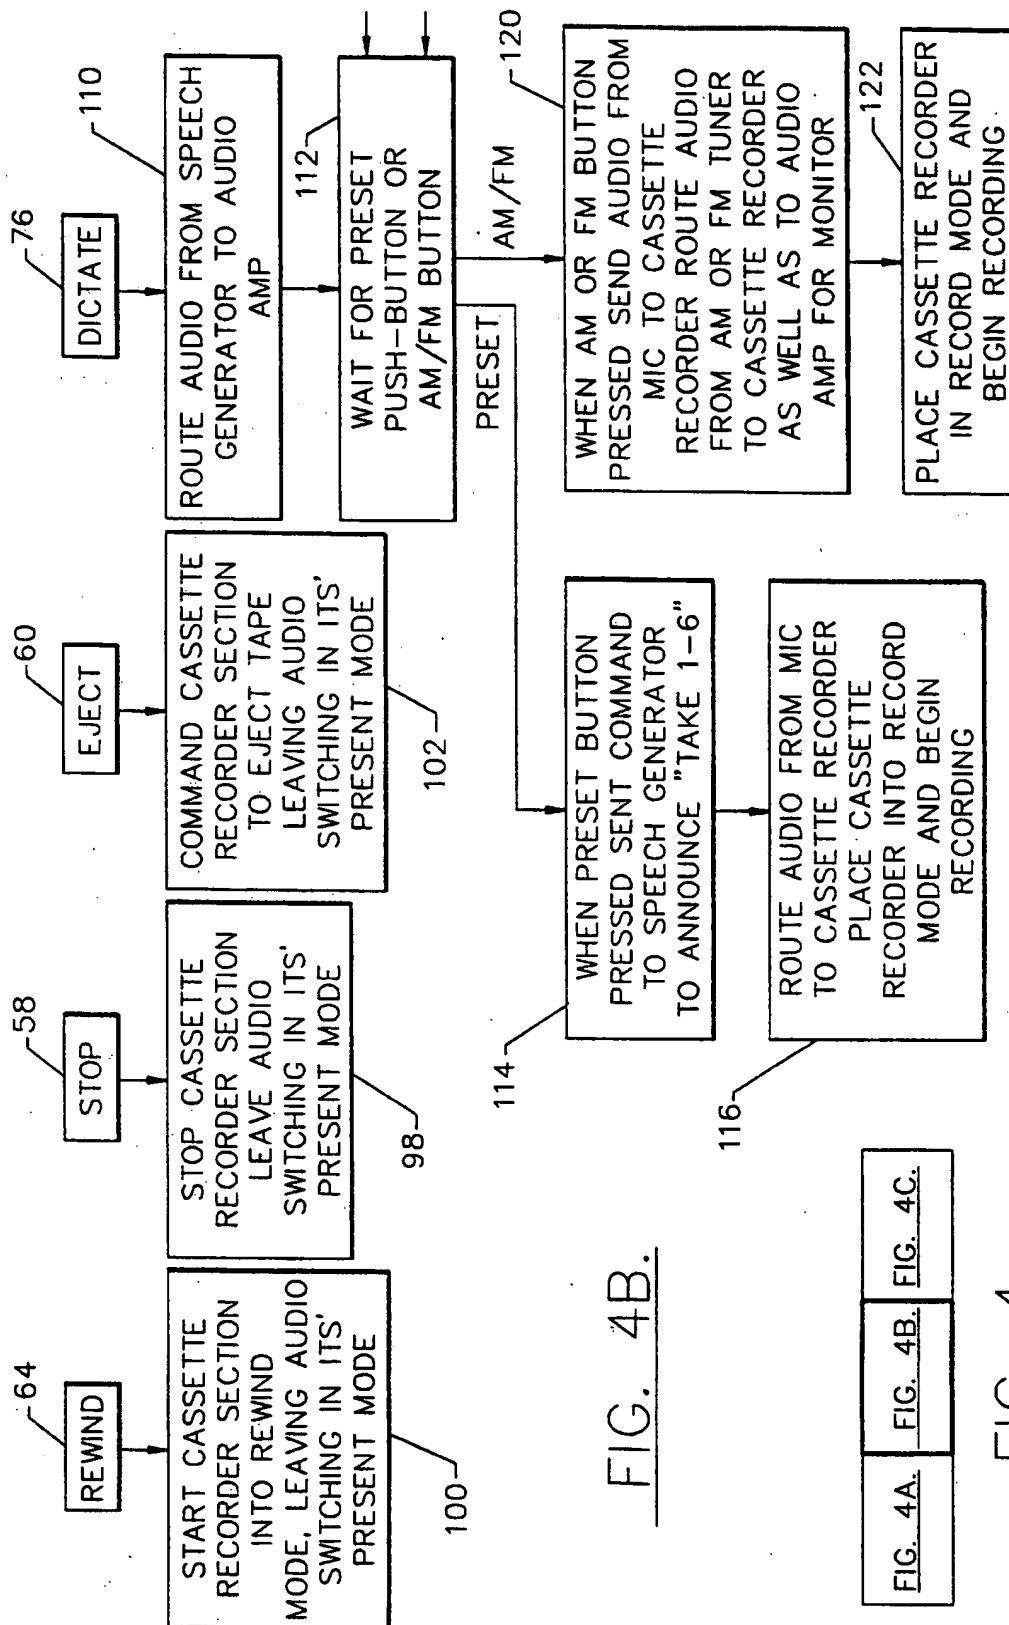 64
REWIND
START CASSETTE
RECORDER SECTION
INTO REWIND
MODE, LEAVING AUDIO
SWITCHING IN ITS'
PRESENT MODE
100
58
STOP
STOP CASSETTE
RECORDER SECTION
LEAVE AUDIO
SWITCHING IN ITS'
PRESENT MODE
98
60
EJECT
COMMAND CASSETTE
RECORDER SECTION
TO EJECT TAPE
LEAVING AUDIO
SWITCHING IN ITS'
PRESENT MODE
102
76
DICTATE
110
ROUTE AUDIO FROM SPEECH
GENERATOR TO AUDIO
AMP
112
WAIT FOR PRESET
PUSH-BUTTON OR
AM/FM BUTTON
PRESET
AM/FM
114
WHEN PRESET BUTTON
PRESSED SENT COMMAND
TO SPEECH GENERATOR
TO ANNOUNCE "TAKE 1-6"
116
ROUTE AUDIO FROM MIC
TO CASSETTE RECORDER
PLACE CASSETTE
RECORDER INTO RECORD
MODE AND BEGIN
RECORDING
120
WHEN AM OR FM BUTTON
PRESSED SEND AUDIO FROM
MIC TO CASSETTE
RECORDER ROUTE AUDIO
FROM AM OR FM TUNER
TO CASSETTE RECORDER
AS WELL AS TO AUDIO
AMP FOR MONITOR
122
PLACE CASSETTE RECORDER
IN RECORD MODE AND
BEGIN RECORDING
FIG. 4B.
FIG. 4A. FIG. 4B. FIG. 4C.